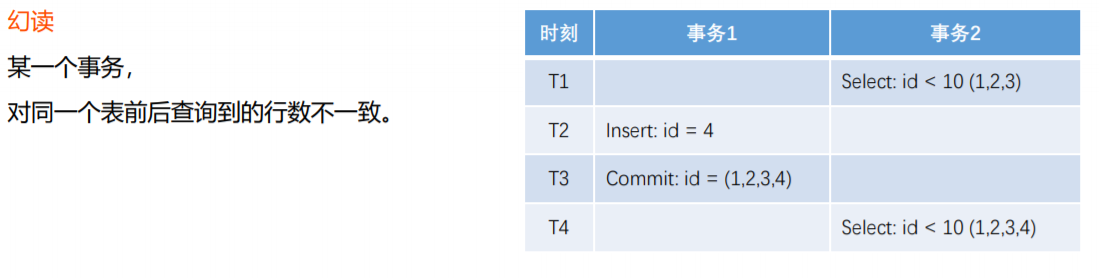 幻读
某一个事务，
对同一个表前后查询到的行数不一致。
时刻 事务1 事务2
T1 Select: id < 10 (1,2,3)
T2 Insert: id = 4
T3 Commit: id = (1,2,3,4)
T4 Select: id < 10 (1,2,3,4)